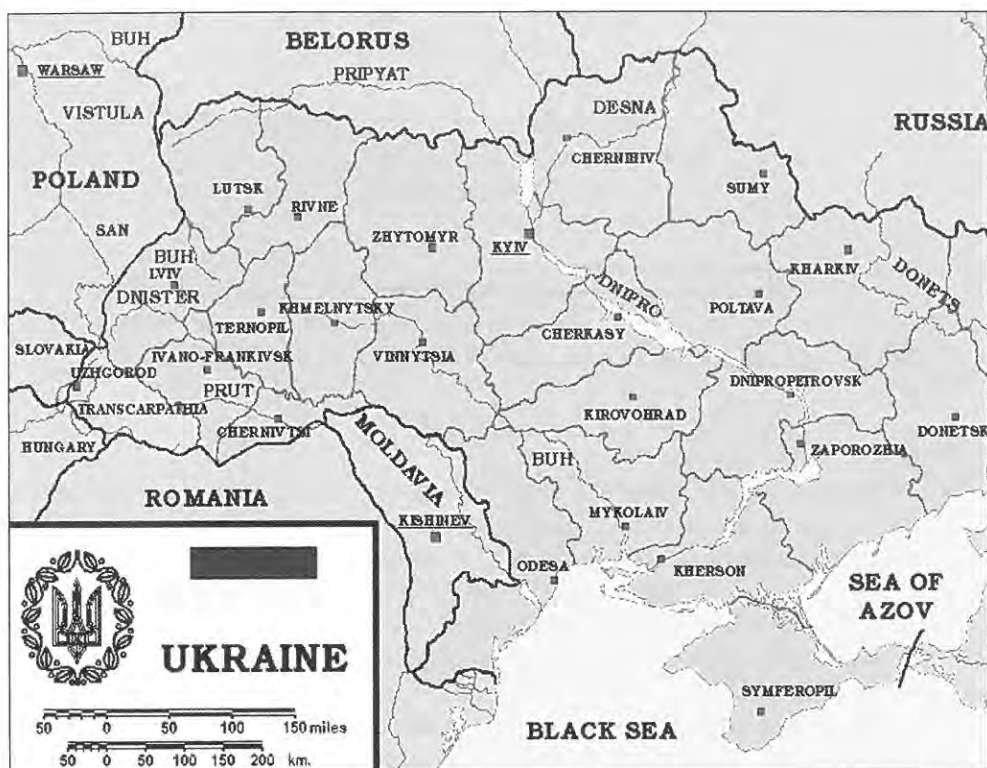 BUH
BELORUS
WARSAW
PRIPYAT
VISTULA
DESNA
RUSSIA
CHERNIHIV
POLAND
LUTSK
RIVNE
SUMY
SAN
ZHYTOMYR
KYIV
BUH
LVIV
KHARKIV
DONETS
DNISTER
DNIPRO
KHMELNYTSKY
POLTAVA
TERNOPIL
CHERKASY
SLOVAKIA
IVANO-FRANKIVSK
VINNYTSIA
UZHGOROD
PRUT
DNIPROPETROVSK
TRANSCARPATHIA
KIROVOHRAD
CHERNIVTSI
MOLDAVIA
DONETSK
HUNGARY
ZAPOROZHIA
BUH
ROMANIA
MYKOLAIV
KISHINEV
ODESA
KHERSON
SEA OF
AZOV
UKRAINE
SYMFEROPIL
BLACK SEA
50 0 50 100 150 miles
50 0 50 100 150 200 km.